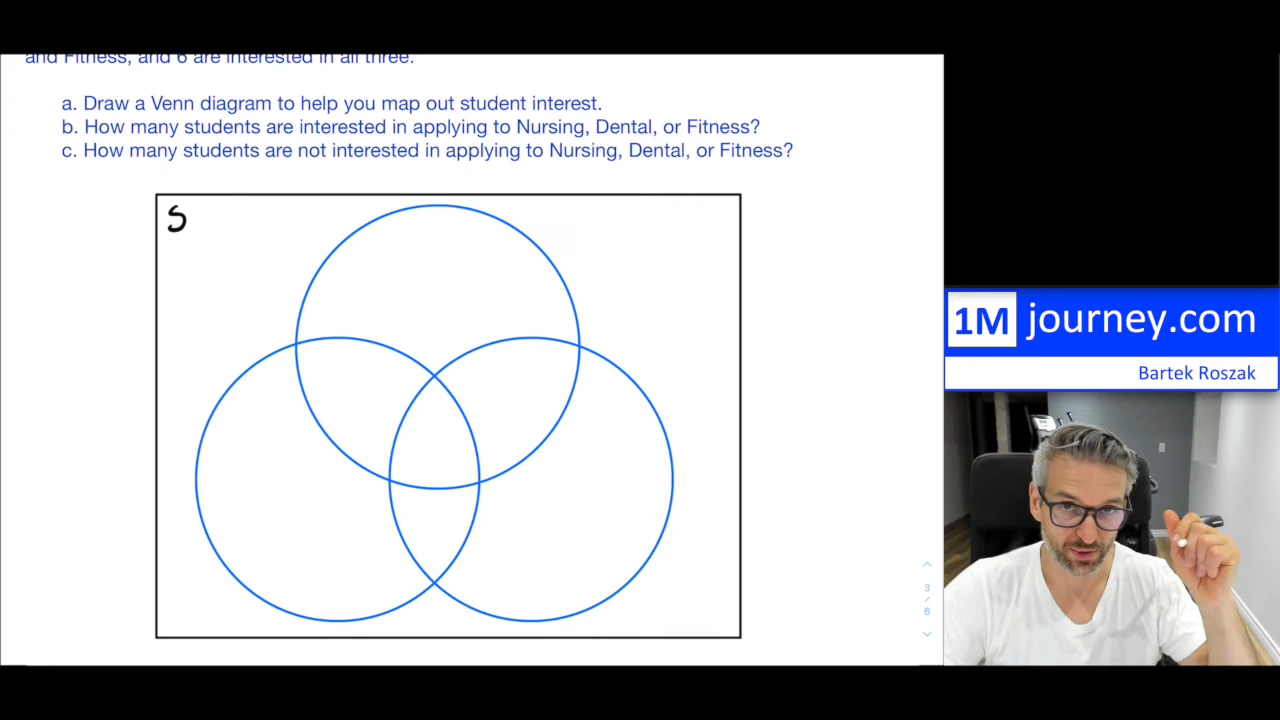 and Fitness, and 6 are interested in all three.
a. Draw a Venn diagram to help you map out student interest.
b. How many students are interested in applying to Nursing, Dental, or Fitness?
c. How many students are not interested in applying to Nursing, Dental, or Fitness?
S
1M journey.com
Bartek Roszak
3
/
6